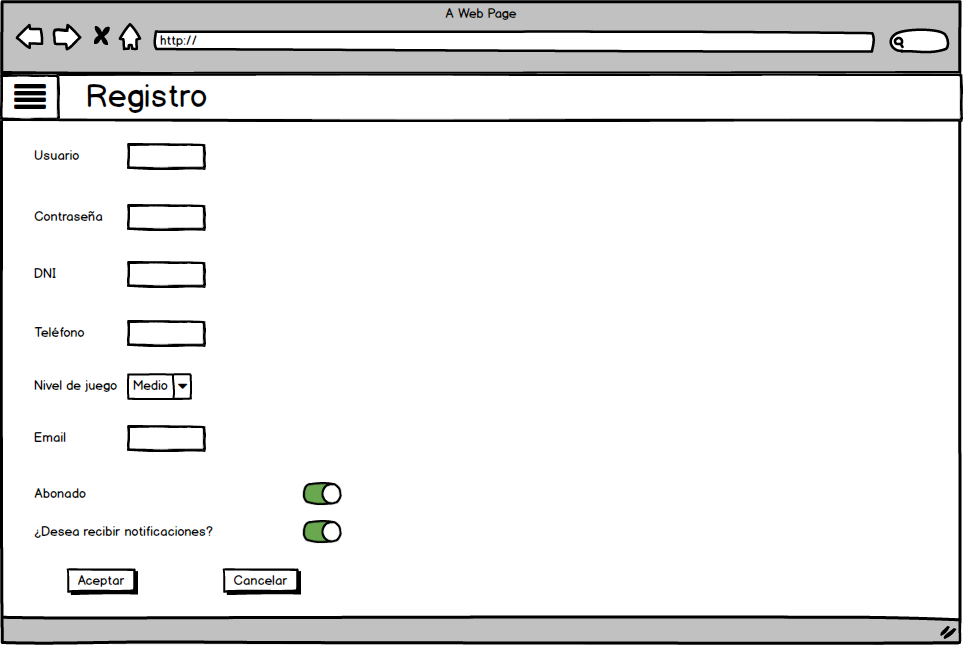 A Web Page
http://
Registro
Usuario
Contraseña
DNI
Teléfono
Nivel de juego Medio
Email
Abonado
¿Desea recibir notificaciones?
Aceptar Cancelar